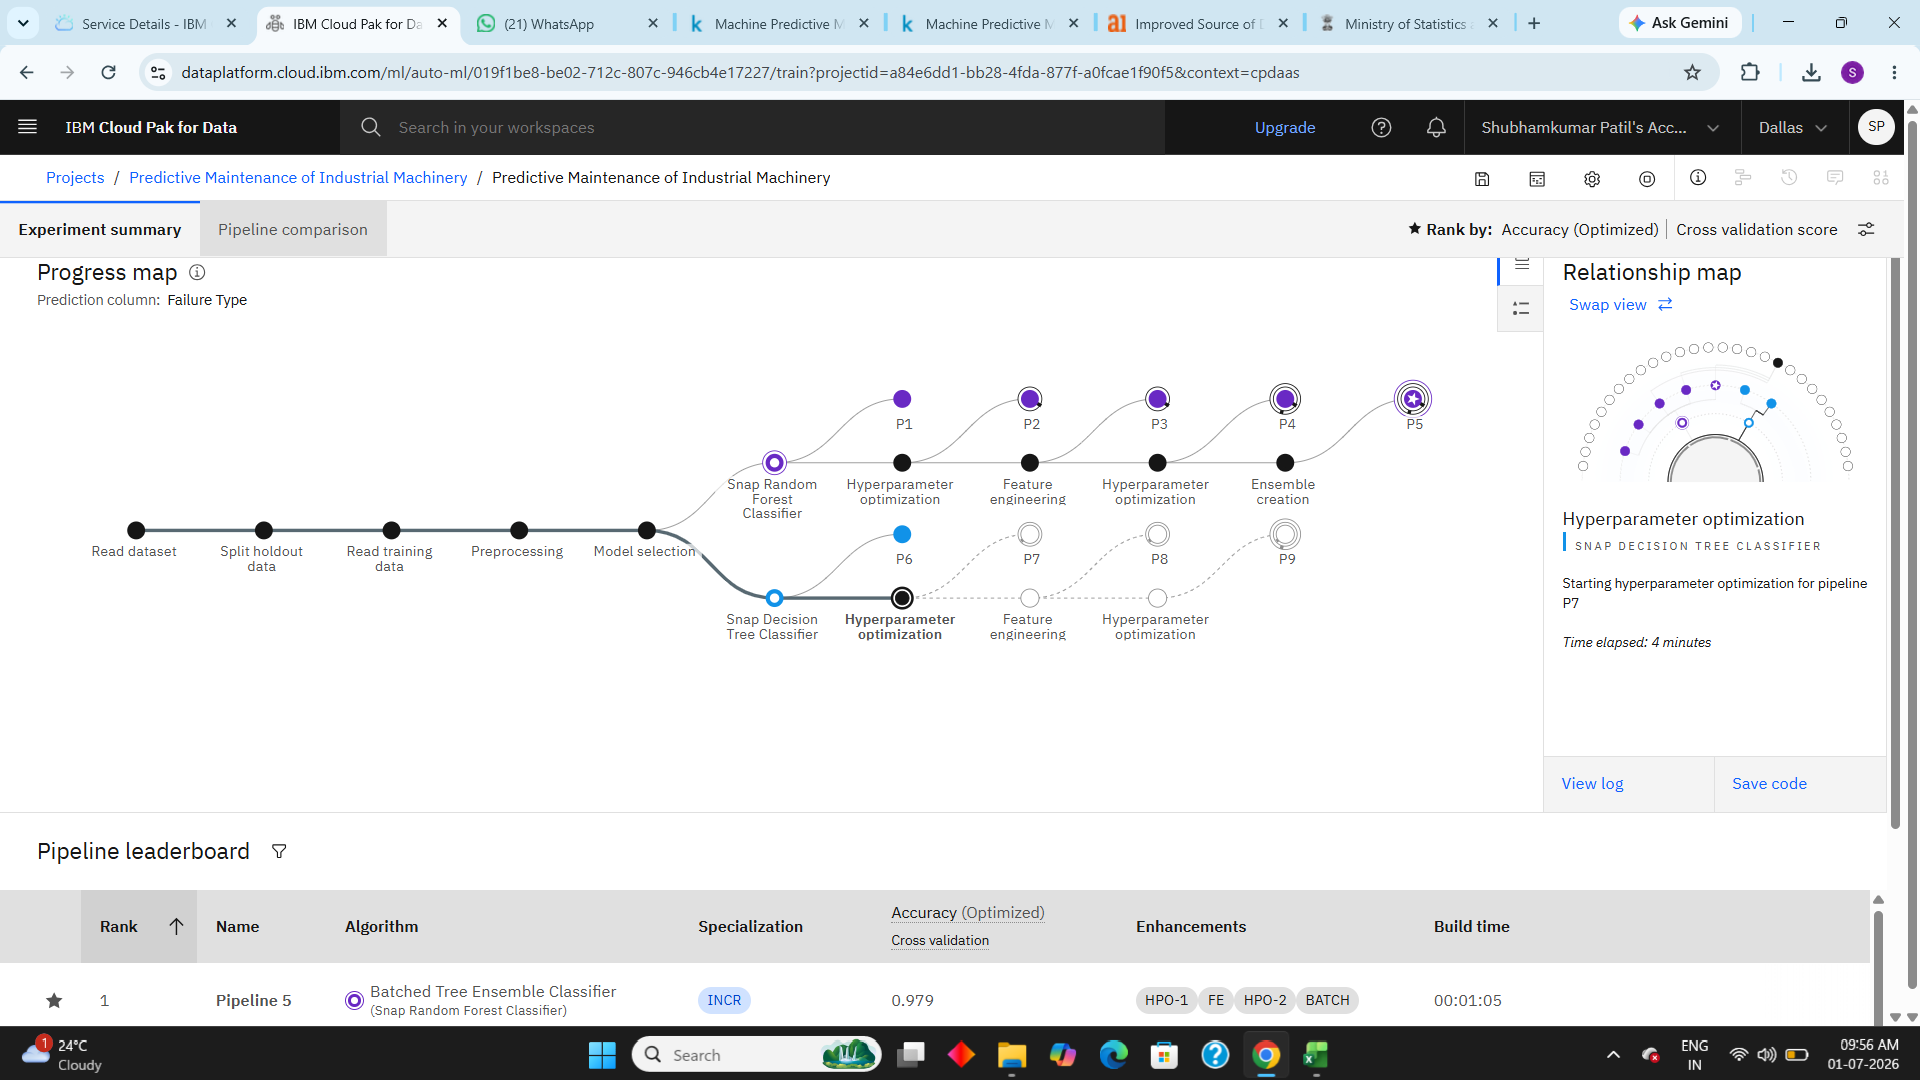 Service Details - IBM
IBM Cloud Pak for Da
(21) WhatsApp
Machine Predictive M
Machine Predictive M
Improved Source of D
Ministry of Statistics a
Ask Gemini
dataplatform.cloud.ibm.com/ml/auto-ml/019f1be8-be02-712c-807c-946cb4e17227/train?projectid=a84e6dd1-bb28-4fda-877f-a0fcae1f90f5&context=cpdaas
S
IBM Cloud Pak for Data
Search in your workspaces
Upgrade
Shubhamkumar Patil's Acc...
Dallas
SP
Projects / Predictive Maintenance of Industrial Machinery / Predictive Maintenance of Industrial Machinery
Experiment summary
Pipeline comparison
Rank by: Accuracy (Optimized) | Cross validation score
Progress map
Prediction column: Failure Type
P1
P2
P3
P4
P5
Snap Random
Forest
Classifier
Hyperparameter
optimization
Feature
engineering
Hyperparameter
optimization
Ensemble
creation
Read dataset
Split holdout
data
Read training
data
Preprocessing
Model selection
P6
P7
P8
P9
Snap Decision
Tree Classifier
Hyperparameter
optimization
Feature
engineering
Hyperparameter
optimization
Relationship map
Swap view
Hyperparameter optimization
SNAP DECISION TREE CLASSIFIER
Starting hyperparameter optimization for pipeline
P7
Time elapsed: 4 minutes
View log
Save code
Pipeline leaderboard
Rank
Name
Algorithm
Specialization
Accuracy (Optimized)
Cross validation
Enhancements
Build time
1
Pipeline 5
Batched Tree Ensemble Classifier
(Snap Random Forest Classifier)
INCR
0.979
HPO-1
FE
HPO-2
BATCH
00:01:05
1
24°C
Cloudy
Search
ENG
IN
09:56 AM
01-07-2026